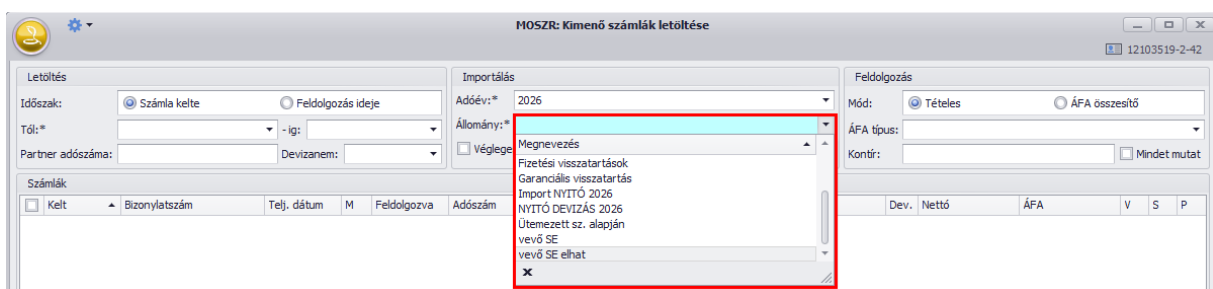 MOSZR: Kimenő számlák letöltése
12103519-2-42
Letöltés
Időszak: Számla kelte Feldolgozás ideje
Tól:* - ig:
Partner adószáma: Devizanem:
Importálás
Adóév:* 2026
Állomány:*
Véglege
Megnevezés
Fizetési visszatartások
Garanciális visszatartás
Import NYITÓ 2026
NYITÓ DEVIZÁS 2026
Ütemezett sz. alapján
vevő SE
vevő SE elhat
Feldolgozás
Mód: Tételes ÁFA összesítő
ÁFA típus:
Kontír: Mindet mutat
Számlák
Kelt Bizonylatszám Telj. dátum M Feldolgozva Adószám Dev. Nettó ÁFA V S P